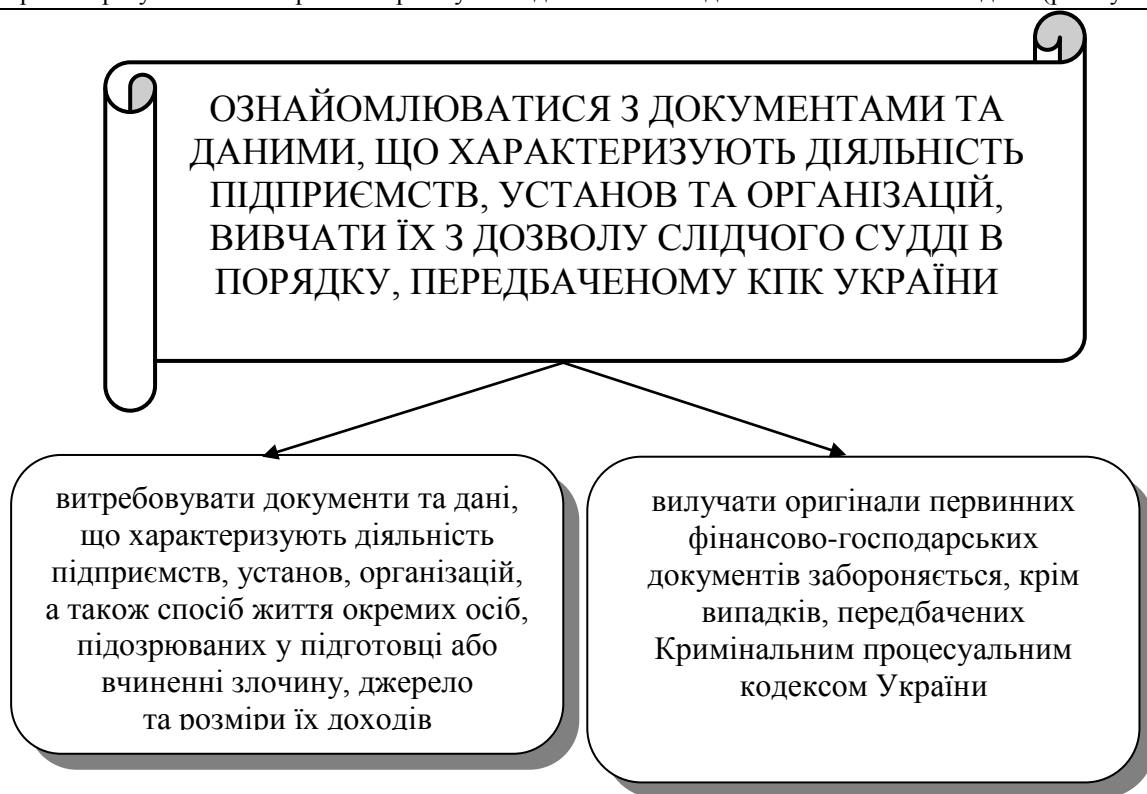 ОЗНАЙОМЛЮВАТИСЯ З ДОКУМЕНТАМИ ТА
ДАНИМИ, ЩО ХАРАКТЕРИЗУЮТЬ ДІЯЛЬНІСТЬ
ПІДПРИЄМСТВ, УСТАНОВ ТА ОРГАНІЗАЦІЙ,
ВИВЧАТИ ЇХ З ДОЗВОЛУ СЛІДЧОГО СУДДІ В
ПОРЯДКУ, ПЕРЕДБАЧЕНОМУ КПК УКРАЇНИ
витребовувати документи та дані,
що характеризують діяльність
підприємств, установ, організацій,
а також спосіб життя окремих осіб,
підозрюваних у підготовці або
вчиненні злочину, джерело
та розміри їх доходів
вилучати оригінали первинних
фінансово-господарських
документів забороняється, крім
випадків, передбачених
Кримінальним процесуальним
кодексом України